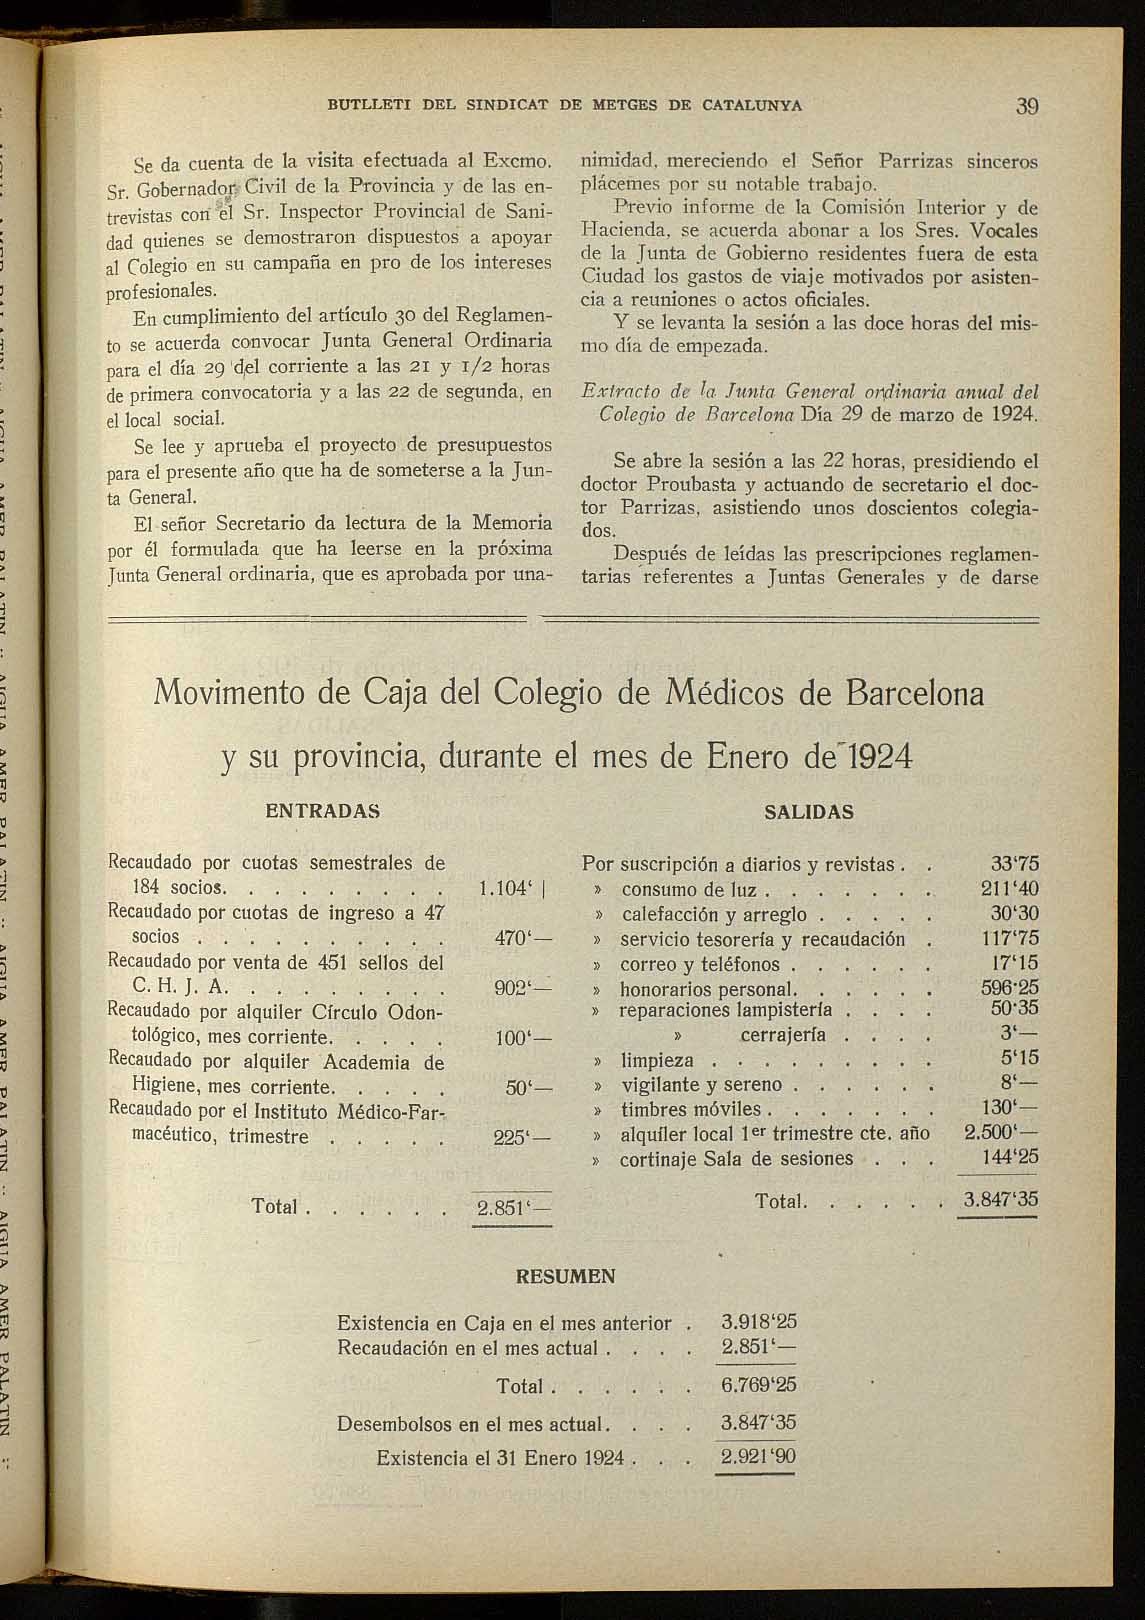 BUTLLETI DEL SINDICAT DE METGES DE CATALUNYA 39
Se da cuenta de la visita efectuada al Excmo.
Sr. Gobernador Civil de la Provincia y de las en-
trevistas con el Sr. Inspector Provincial de Sani-
dad quienes se demostraron dispuestos a apoyar
al Colegio en su campaña en pro de los intereses
profesionales.
En cumplimiento del artículo 30 del Reglamen-
to se acuerda convocar Junta General Ordinaria
para el día 29 del corriente a las 21 y 1/2 horas
de primera convocatoria y a las 22 de segunda, en
el local social.
Se lee y aprueba el proyecto de presupuestos
para el presente año que ha de someterse a la Jun-
ta General.
El señor Secretario da lectura de la Memoria
por él formulada que ha leerse en la próxima
Junta General ordinaria, que es aprobada por una-
nimidad, mereciendo el Señor Parrizas sinceros
plácemes por su notable trabajo.
Previo informe de la Comisión Interior y de
Hacienda, se acuerda abonar a los Sres. Vocales
de la Junta de Gobierno residentes fuera de esta
Ciudad los gastos de viaje motivados por asisten-
cia a reuniones o actos oficiales.
Y se levanta la sesión a las doce horas del mis-
mo día de empezada.
Extracto de la Junta General ordinaria anual del
Colegio de Barcelona Día 29 de marzo de 1924.
Se abre la sesión a las 22 horas, presidiendo el
doctor Proubasta y actuando de secretario el doc-
tor Parrizas, asistiendo unos doscientos colegia-
dos.
Después de leídas las prescripciones reglamen-
tarias referentes a Juntas Generales y de darse
Movimento de Caja del Colegio de Médicos de Barcelona
y su provincia, durante el mes de Enero de 1924
ENTRADAS
Recaudado por cuotas semestrales de
184 socios. . . . . . . . . 1.104‘ |
Recaudado por cuotas de ingreso a 47
socios . . . . . . . . . . 470‘—
Recaudado por venta de 451 sellos del
C. H. J. A. . . . . . . . . 902‘—
Recaudado por alquiler Círculo Odon-
tológico, mes corriente. . . . . 100‘—
Recaudado por alquiler Academia de
Higiene, mes corriente. . . . . 50‘—
Recaudado por el Instituto Médico-Far-
macéutico, trimestre . . . . . 225‘—
Total . . . . . . 2.851‘—
SALIDAS
Por suscripción a diarios y revistas . . 33‘75
» consumo de luz . . . . . . . 211‘40
» calefacción y arreglo . . . . . 30‘30
» servicio tesorería y recaudación . 117‘75
» correo y teléfonos . . . . . . 17‘15
» honorarios personal. . . . . . 596‘25
» reparaciones lampistería . . . . 50‘35
» cerrajería . . . . 3‘—
» limpieza . . . . . . . . . 5‘15
» vigilante y sereno . . . . . . 8‘—
» timbres móviles . . . . . . . 130‘—
» alquiler local 1er trimestre cte. año 2.500‘—
» cortinaje Sala de sesiones . . . 144‘25
Total. . . . . . 3.847‘35
RESUMEN
Existencia en Caja en el mes anterior . 3.918‘25
Recaudación en el mes actual . . . . 2.851‘—
Total . . . . . . 6.769‘25
Desembolsos en el mes actual. . . . 3.847‘35
Existencia el 31 Enero 1924 . . . 2.921‘90